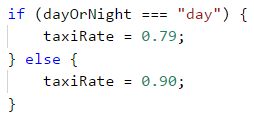 if (dayOrNight === "day") {
    taxiRate = 0.79;
} else {
    taxiRate = 0.90;
}